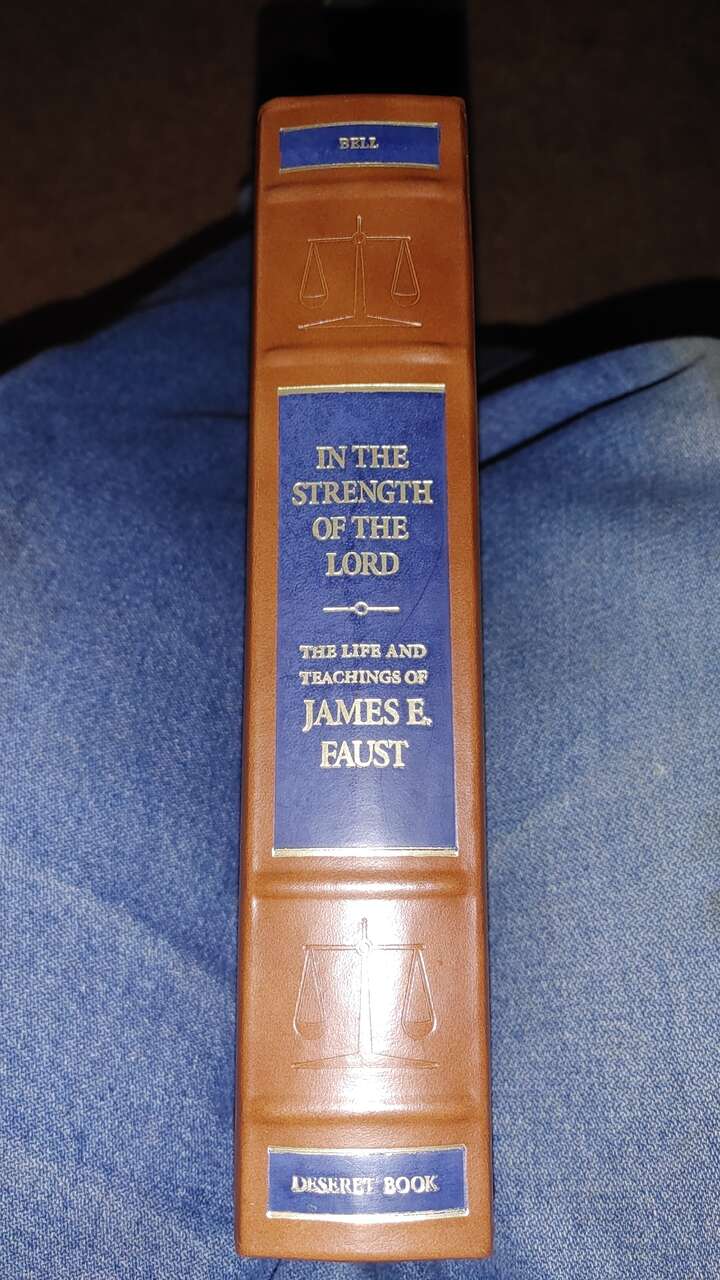 BELL
IN THE
STRENGTH
OF THE
LORD
THE LIFE AND
TEACHINGS OF
JAMES E.
FAUST
DESERET BOOK